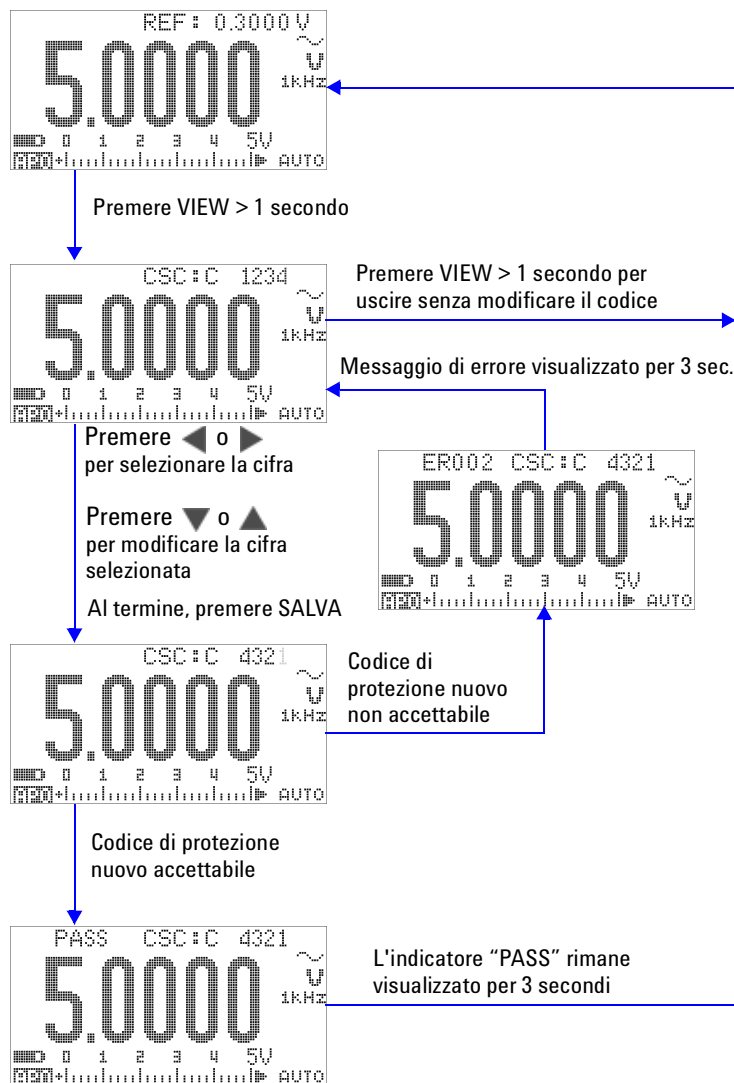 REF: 0.3000 V
5.0000
V
1kHz
0 1 2 3 4 5V
APO AUTO
Premere VIEW > 1 secondo
CSC:C 1234
5.0000
V
1kHz
0 1 2 3 4 5V
APO AUTO
Premere VIEW > 1 secondo per
uscire senza modificare il codice
Messaggio di errore visualizzato per 3 sec.
Premere ◀ o ▶
per selezionare la cifra
Premere ▼ o ▲
per modificare la cifra
selezionata
Al termine, premere SALVA
ER002 CSC:C 4321
5.0000
V
1kHz
0 1 2 3 4 5V
APO AUTO
CSC:C 4321
5.0000
V
1kHz
0 1 2 3 4 5V
APO AUTO
Codice di
protezione nuovo
non accettabile
Codice di protezione
nuovo accettabile
PASS CSC:C 4321
5.0000
V
1kHz
0 1 2 3 4 5V
APO AUTO
L'indicatore “PASS” rimane
visualizzato per 3 secondi